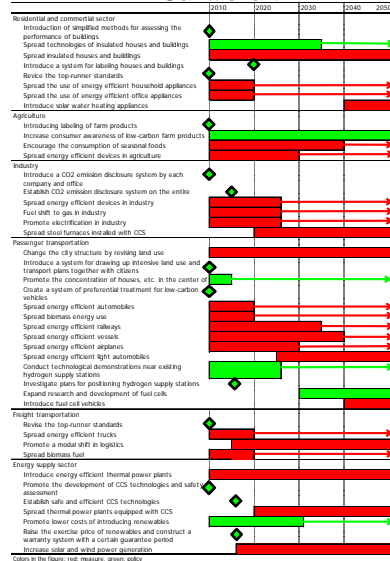 2010 2020 2030 2040 2050
Residential and commertial sector
Introduction of simplified methods for assessing the
performance of buildings
Spread technologies of insulated houses and buildings
Spread insulated houses and buildings
Introduce a system for labeling houses and buildings
Revice the top-runner standards
Spread the use of energy efficient household appliances
Spread the use of energy efficient office appliances
Introduce solar water heating appliances
Agriculture
Introducing labeling of farm products
Increase consumer awareness of low-carbon farm products
Encourage the consumption of seasonal foods
Spread energy efficient devices in agriculture
Industry
Introduce a CO2 emission disclosure system by each
company and office
Establish CO2 emission disclosure system on the entire
Spread energy efficient devices in industry
Fuel shift to gas in industry
Promote electrification in industry
Spread steel furnaces installed with CCS
Passenger transportation
Change the city structure by revising land use
Introduce a system for drawing up intensive land use and
transport plans together with citizens
Promote the concentration of houses, etc. in the center of
Create a system of preferential treatment for low-carbon
vehicles
Spread energy efficient automobiles
Spread biomass energy use
Spread energy efficient railways
Spread energy efficient vessels
Spread energy efficient airplanes
Spread energy efficient light automobiles
Conduct technological demonstrations near existing
hydrogen supply stations
Investigate plans for positioning hydrogen supply stations
Expand research and development of fuel cells
Introduce fuel cell vehicles
Freight transportation
Revise the top-runner standards
Spread energy efficient trucks
Promote a modal shift in logistics
Spread biomass fuel
Energy supply sector
Introduce energy efficient thermal power plants
Promote the development of CCS technologies and safety
assessment
Establish safe and efficient CCS technologies
Spread thermal power plants equipped with CCS
Promote lower costs of introducing renewables
Raise the exercise price of renewables and construct a
warranty system with a certain guarantee period
Increase solar and wind power generation
Colors in the figure; red: measure, green: policy